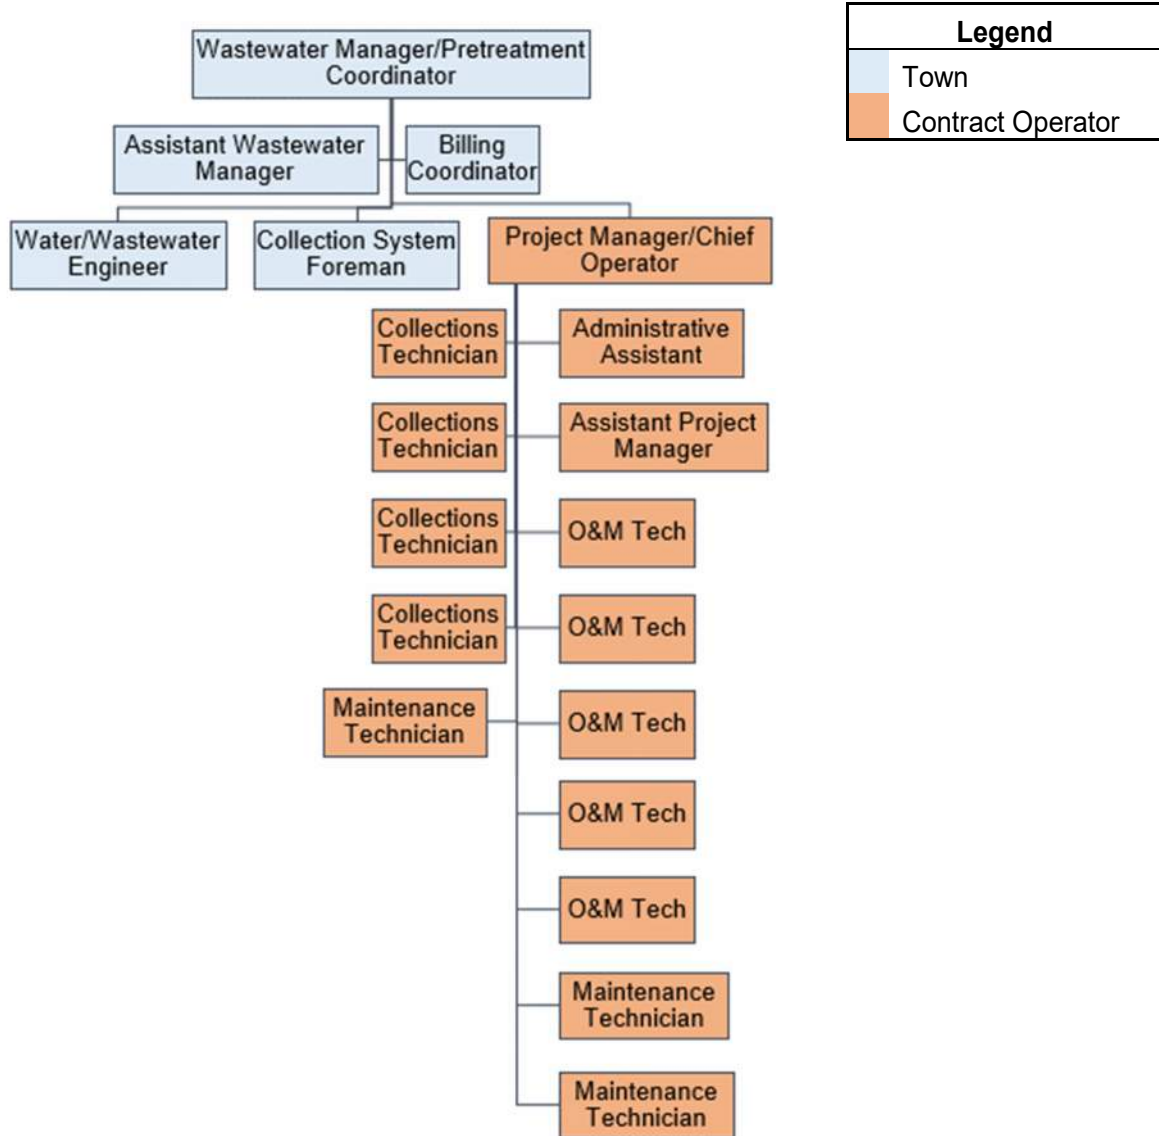 Legend
Town
Contract Operator
Wastewater Manager/Pretreatment
Coordinator
Assistant Wastewater
Manager
Billing
Coordinator
Water/Wastewater
Engineer
Collection System
Foreman
Project Manager/Chief
Operator
Collections
Technician
Administrative
Assistant
Collections
Technician
Assistant Project
Manager
Collections
Technician
O&M Tech
Collections
Technician
O&M Tech
Maintenance
Technician
O&M Tech
O&M Tech
O&M Tech
Maintenance
Technician
Maintenance
Technician